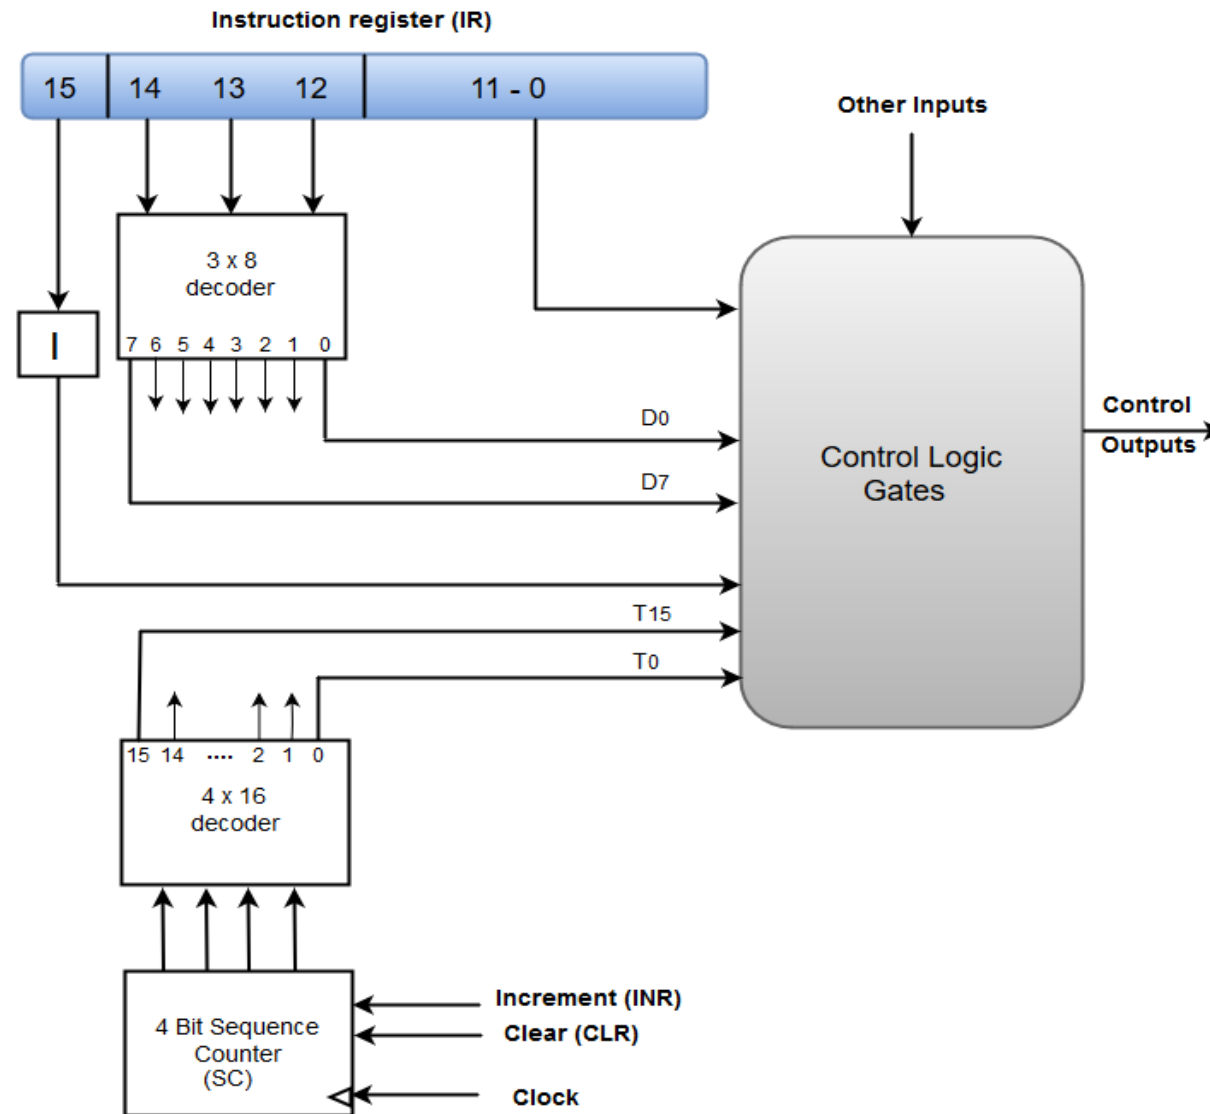 Instruction register (IR)
15 14 13 12 11 - 0
Other Inputs
3 x 8
decoder
7 6 5 4 3 2 1 0
I
D0
Control
Outputs
Control Logic
Gates
D7
T15
T0
15 14 .... 2 1 0
4 x 16
decoder
Increment (INR)
4 Bit Sequence
Counter
(SC)
Clear (CLR)
Clock